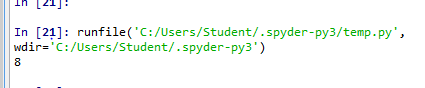 In [21]:
In [21]: runfile('C:/Users/Student/.spyder-py3/temp.py',
wdir='C:/Users/Student/.spyder-py3')
8